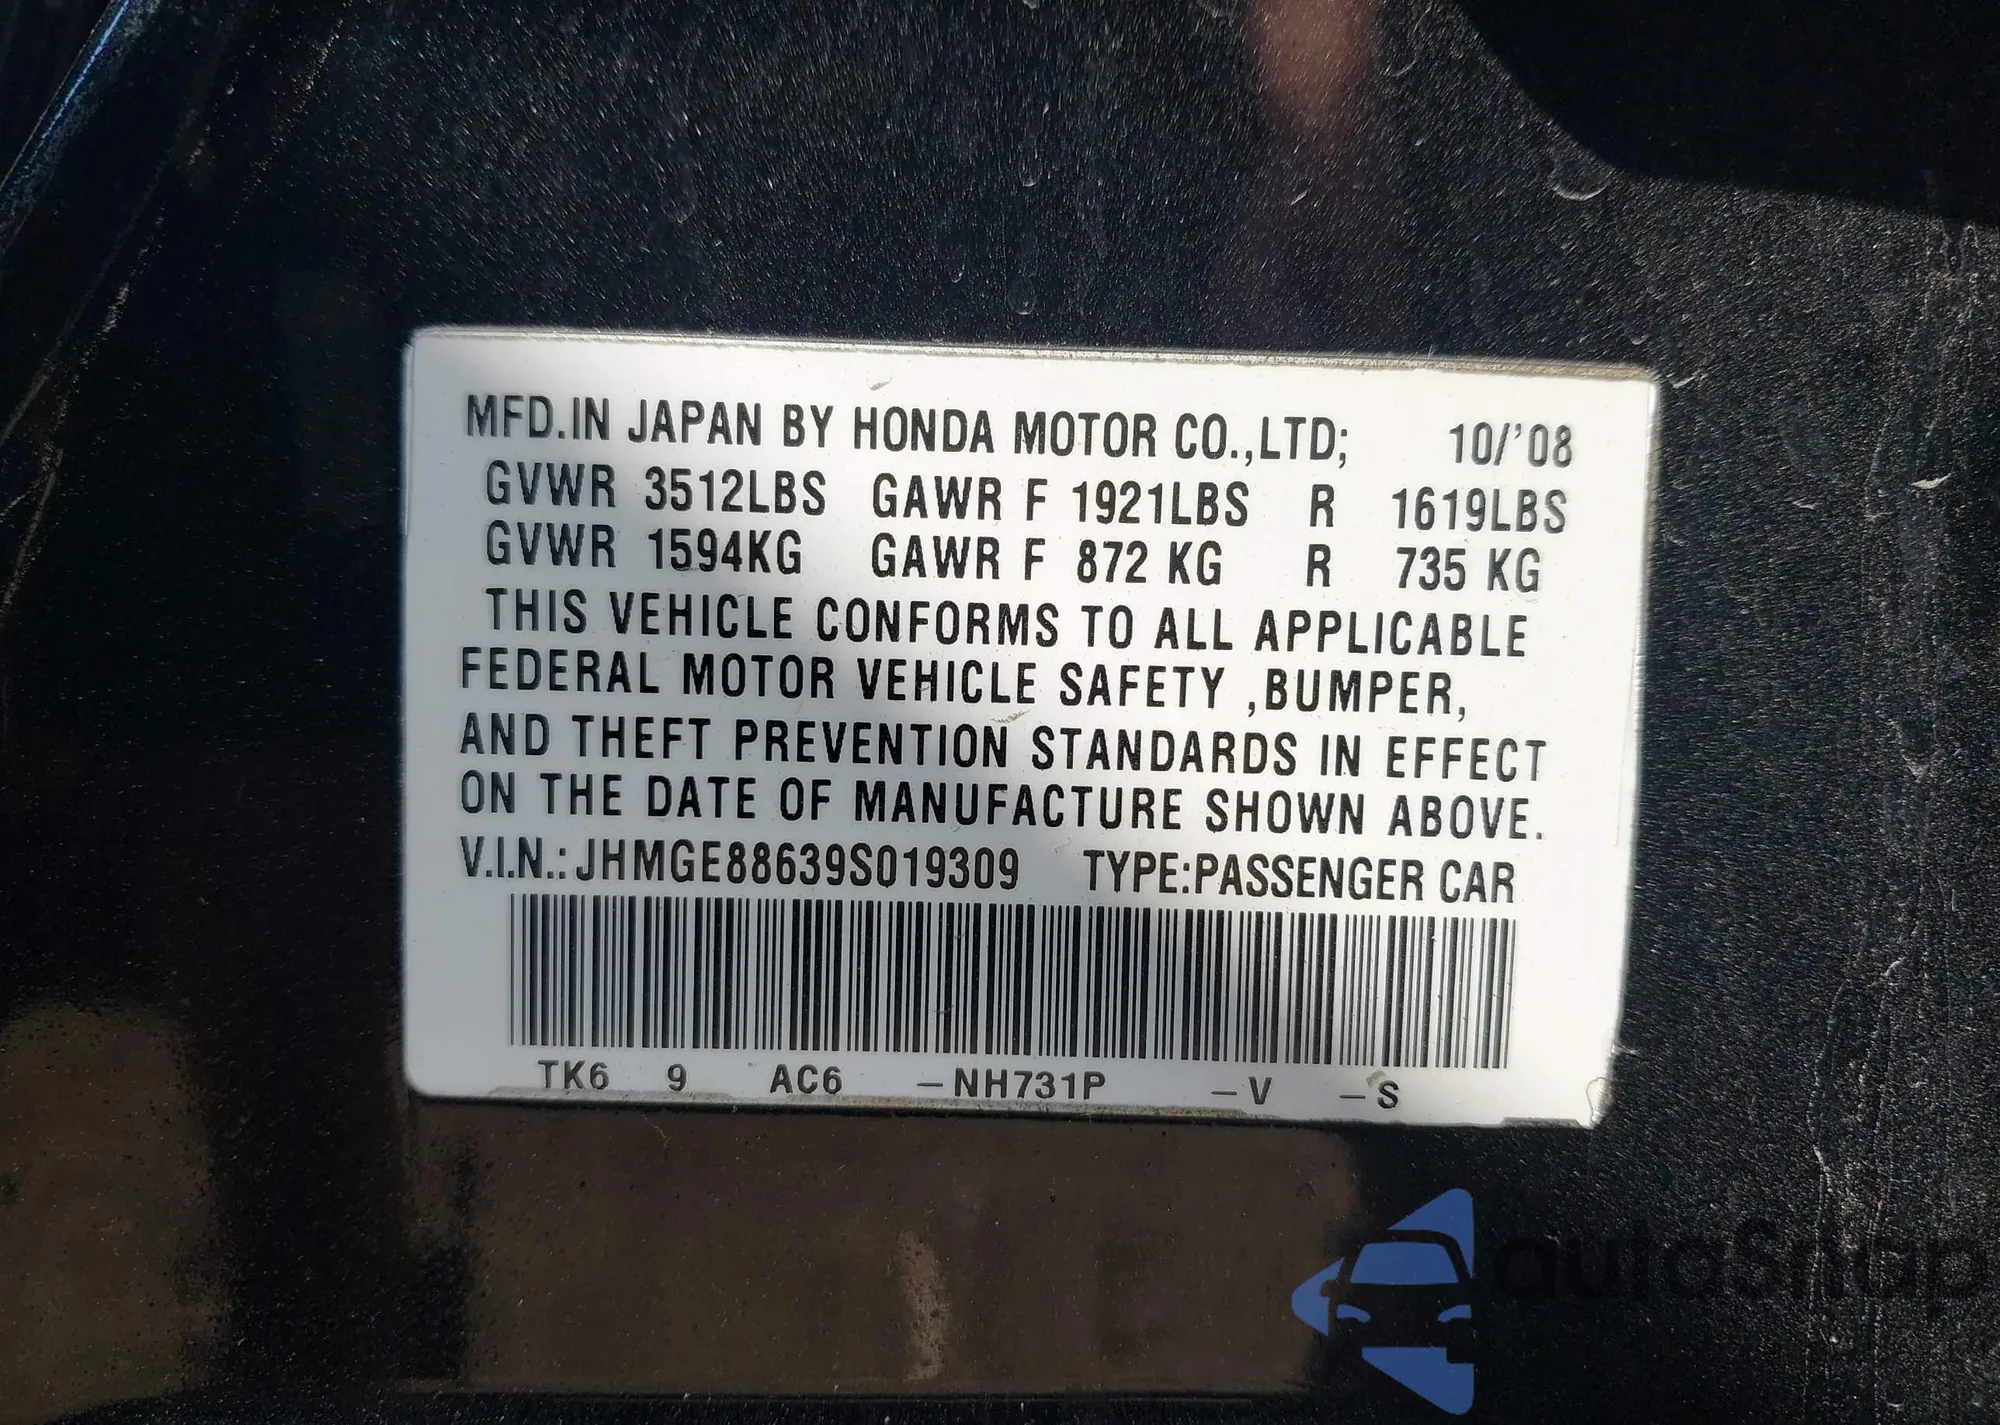 MFD.IN JAPAN BY HONDA MOTOR CO.,LTD; 10/'08
GVWR 3512LBS GAWR F 1921LBS R 1619LBS
GVWR 1594KG GAWR F 872 KG R 735 KG
THIS VEHICLE CONFORMS TO ALL APPLICABLE
FEDERAL MOTOR VEHICLE SAFETY ,BUMPER,
AND THEFT PREVENTION STANDARDS IN EFFECT
ON THE DATE OF MANUFACTURE SHOWN ABOVE.
V.I.N.: JHMGE88639S019309 TYPE:PASSENGER CAR
TK6 9 AC6 -NH731P -V -S
autoSnap